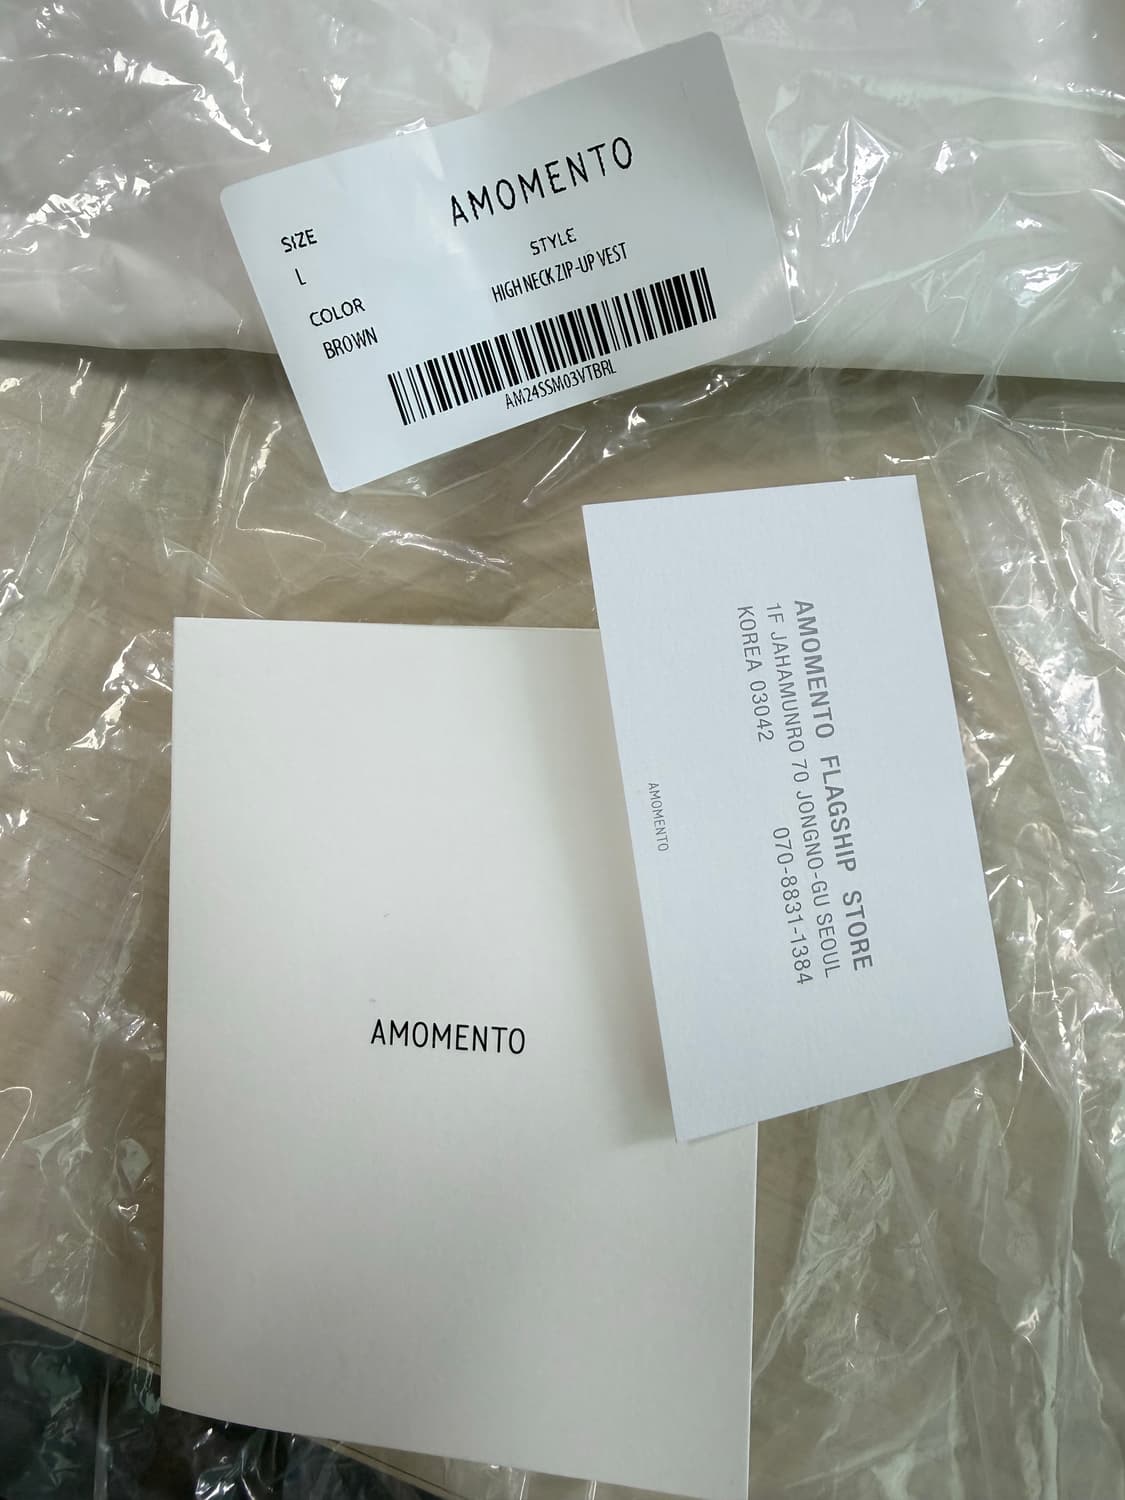 AMOMENTO
SIZE
L
COLOR
BROWN
STYLE
HIGH NECK ZIP-UP VEST
AM24SSM03VTBRL
AMOMENTO FLAGSHIP STORE
1F JAHAMUNRO 70 JONGNO-GU SEOUL
KOREA 03042 070-8831-1384
AMOMENTO
AMOMENTO